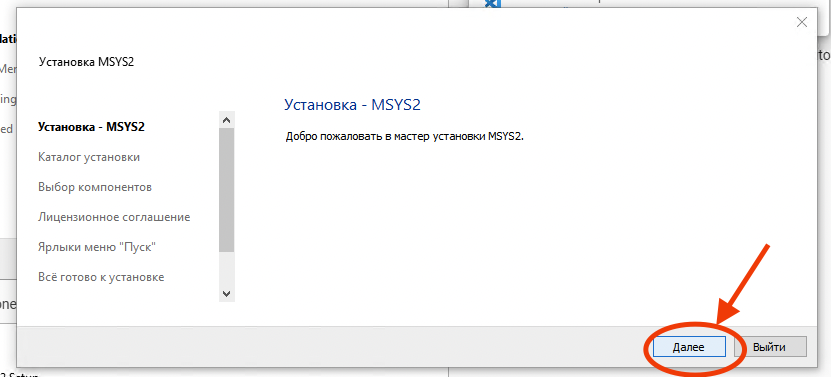 Установка MSYS2
Установка - MSYS2
Каталог установки
Выбор компонентов
Лицензионное соглашение
Ярлыки меню "Пуск"
Всё готово к установке
Установка - MSYS2
Добро пожаловать в мастер установки MSYS2.
Далее
Выйти